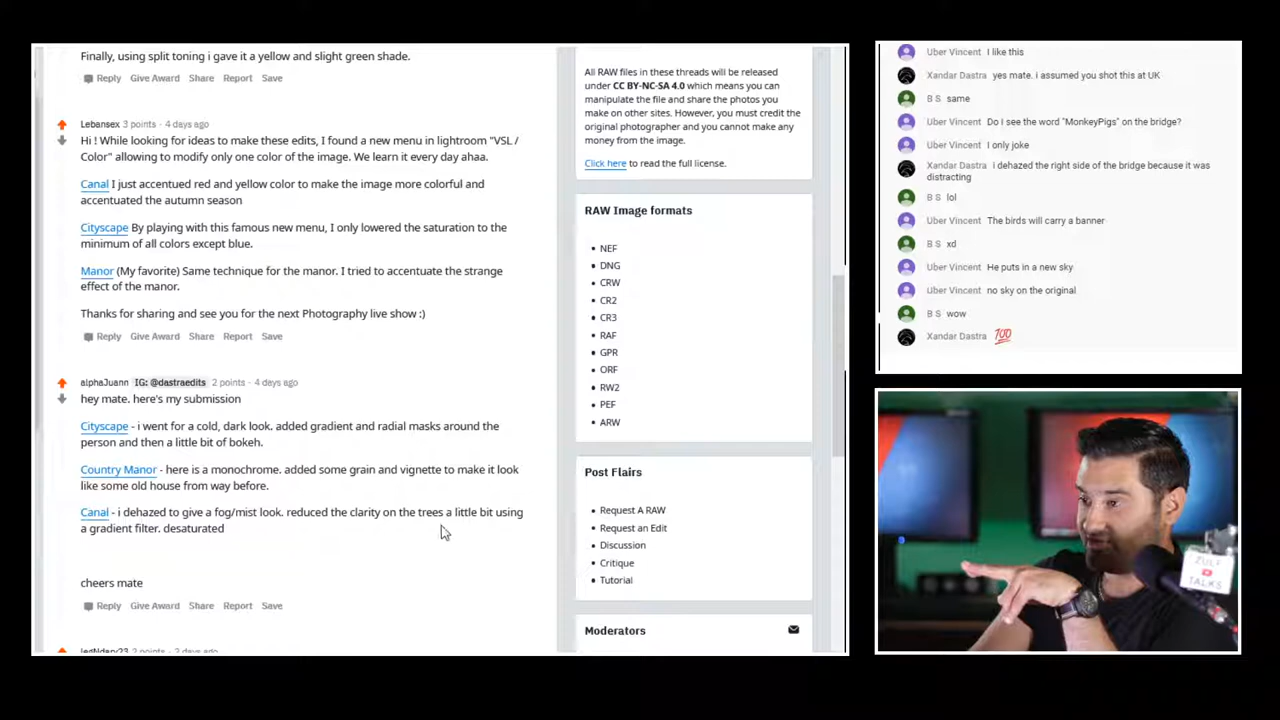 Finally, using split toning i gave it a yellow and slight green shade.
Reply Give Award Share Report Save
Lebansex 3 points · 4 days ago
Hi ! While looking for ideas to make these edits, I found a new menu in lightroom "VSL /
Color" allowing to modify only one color of the image. We learn it every day ahaa.
Canal I just accentued red and yellow color to make the image more colorful and
accentuated the autumn season
Cityscape By playing with this famous new menu, I only lowered the saturation to the
minimum of all colors except blue.
Manor (My favorite) Same technique for the manor. I tried to accentuate the strange
effect of the manor.
Thanks for sharing and see you for the next Photography live show :)
Reply Give Award Share Report Save
alphaJuann IG: @dastraedits 2 points · 4 days ago
hey mate. here's my submission
Cityscape - i went for a cold, dark look. added gradient and radial masks around the
person and then a little bit of bokeh.
Country Manor - here is a monochrome. added some grain and vignette to make it look
like some old house from way before.
Canal - i dehazed to give a fog/mist look. reduced the clarity on the trees a little bit using
a gradient filter. desaturated
cheers mate
Reply Give Award Share Report Save
2 points · 2 days ago
All RAW files in these threads will be released
under CC BY-NC-SA 4.0 which means you can
manipulate the file and share the photos you
make on other sites. However, you must credit the
original photographer and you cannot make any
money from the image.
Click here to read the full license.
RAW Image formats
• NEF
• DNG
• CRW
• CR2
• CR3
• RAF
• GPR
• ORF
• RW2
• PEF
• ARW
Post Flairs
• Request A RAW
• Request an Edit
• Discussion
• Critique
• Tutorial
Moderators
Uber Vincent I like this
Xandar Dastra yes mate. i assumed you shot this at UK
B S same
Uber Vincent Do I see the word "MonkeyPigs" on the bridge?
Uber Vincent I only joke
Xandar Dastra i dehazed the right side of the bridge because it was
distracting
B S lol
Uber Vincent The birds will carry a banner
B S xd
Uber Vincent He puts in a new sky
Uber Vincent no sky on the original
B S wow
Xandar Dastra 100
ZULF
TALKS